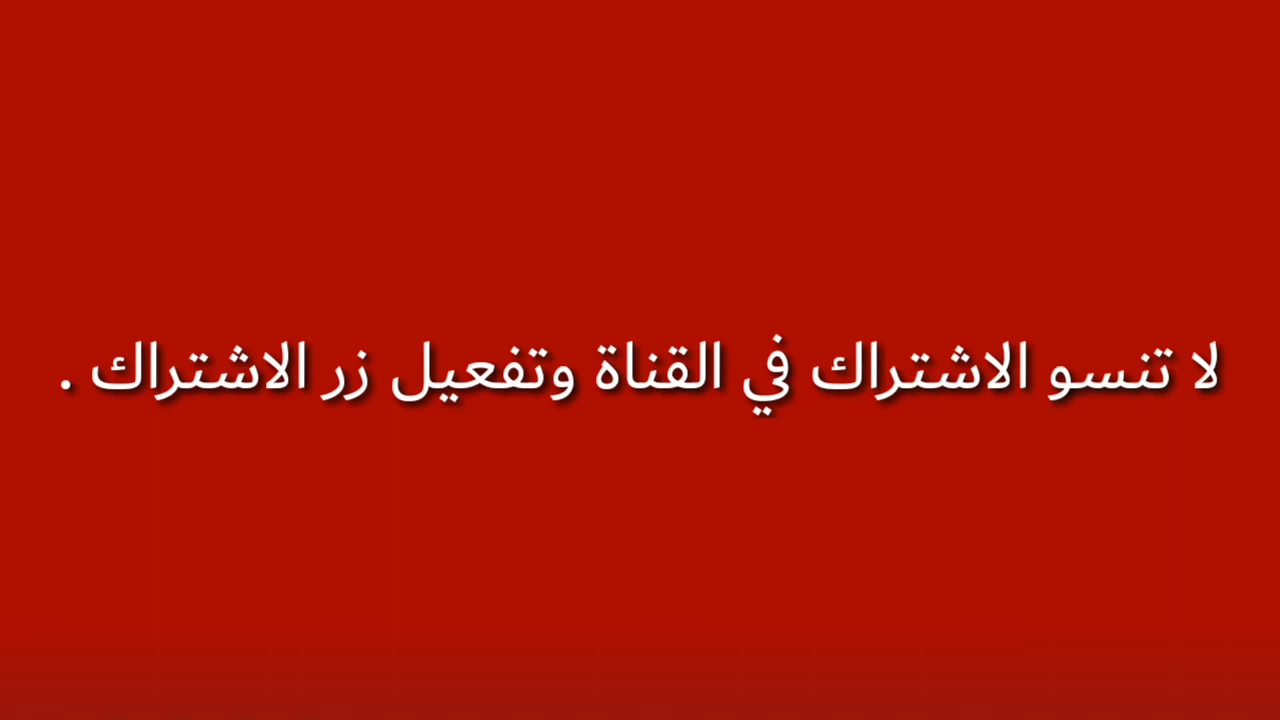 لا تنسو الاشتراك في القناة وتفعيل زر الاشتراك .